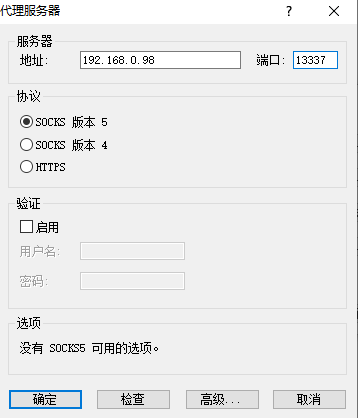 代理服务器
?
服务器
地址: 192.168.0.98 端口: 13337
协议
SOCKS 版本 5
SOCKS 版本 4
HTTPS
验证
启用
用户名:
密码:
选项
没有 SOCKS5 可用的选项。
确定 检查 高级... 取消